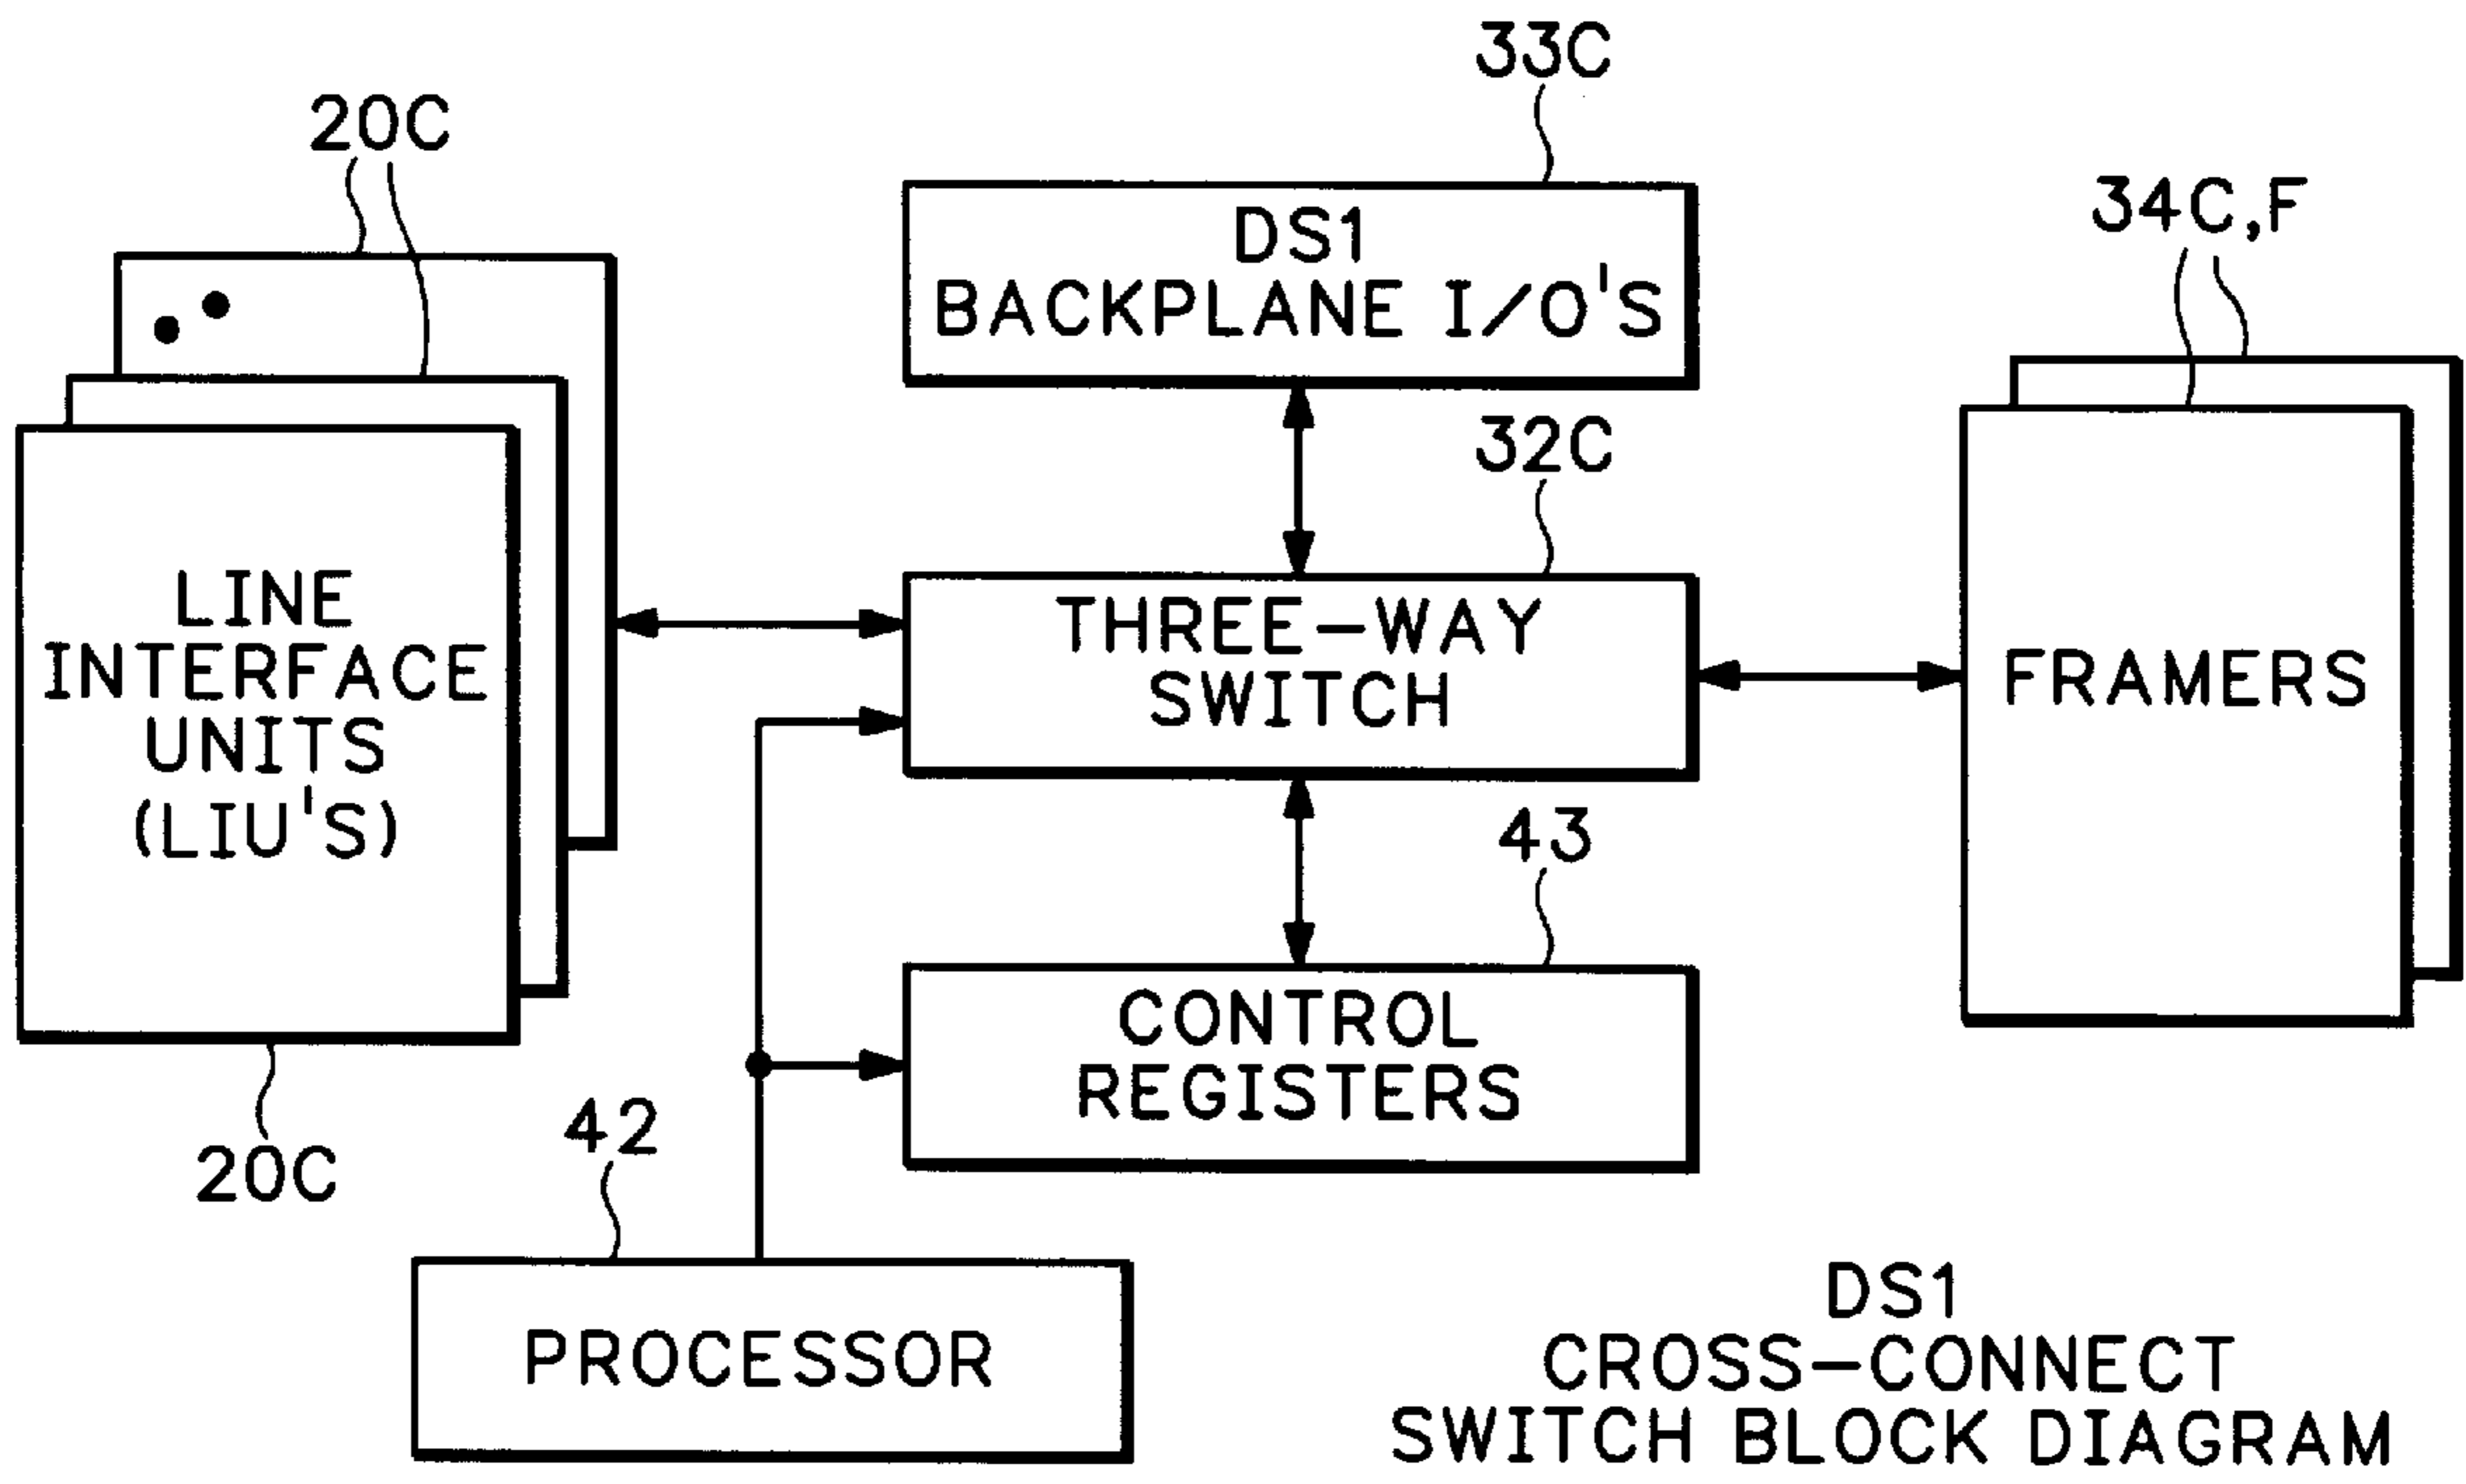 33C
20C
34C,F
DS1
BACKPLANE I/O'S
32C
LINE
INTERFACE
UNITS
(LIU'S)
THREE-WAY
SWITCH
FRAMERS
43
CONTROL
REGISTERS
42
20C
PROCESSOR
DS1
CROSS-CONNECT
SWITCH BLOCK DIAGRAM